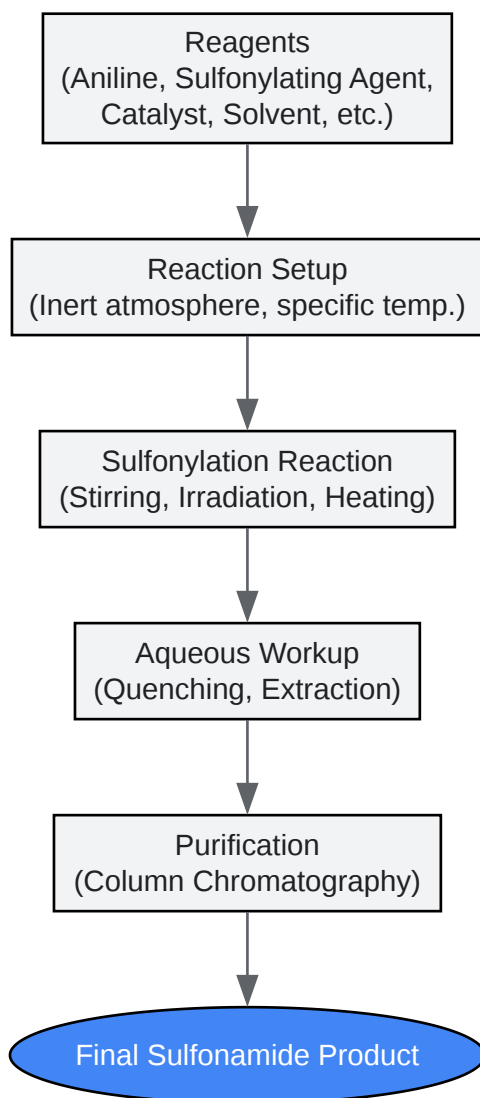 Reagents
(Aniline, Sulfonylating Agent,
Catalyst, Solvent, etc.)
Reaction Setup
(Inert atmosphere, specific temp.)
Sulfonylation Reaction
(Stirring, Irradiation, Heating)
Aqueous Workup
(Quenching, Extraction)
Purification
(Column Chromatography)
Final Sulfonamide Product